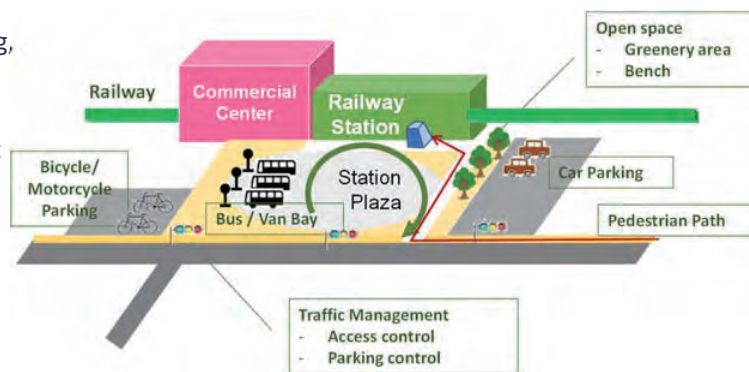 g,
Open space
- Greenery area
- Bench
Railway
Commercial
Center
Railway
Station
Bicycle/
Motorcycle
Parking
Station
Plaza
Car Parking
Bus / Van Bay
Pedestrian Path
Traffic Management
- Access control
- Parking control